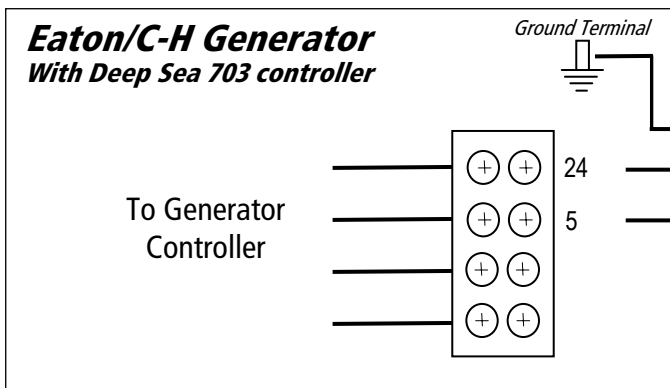 Eaton/C-H Generator
With Deep Sea 703 controller
Ground Terminal
24
5
To Generator
Controller